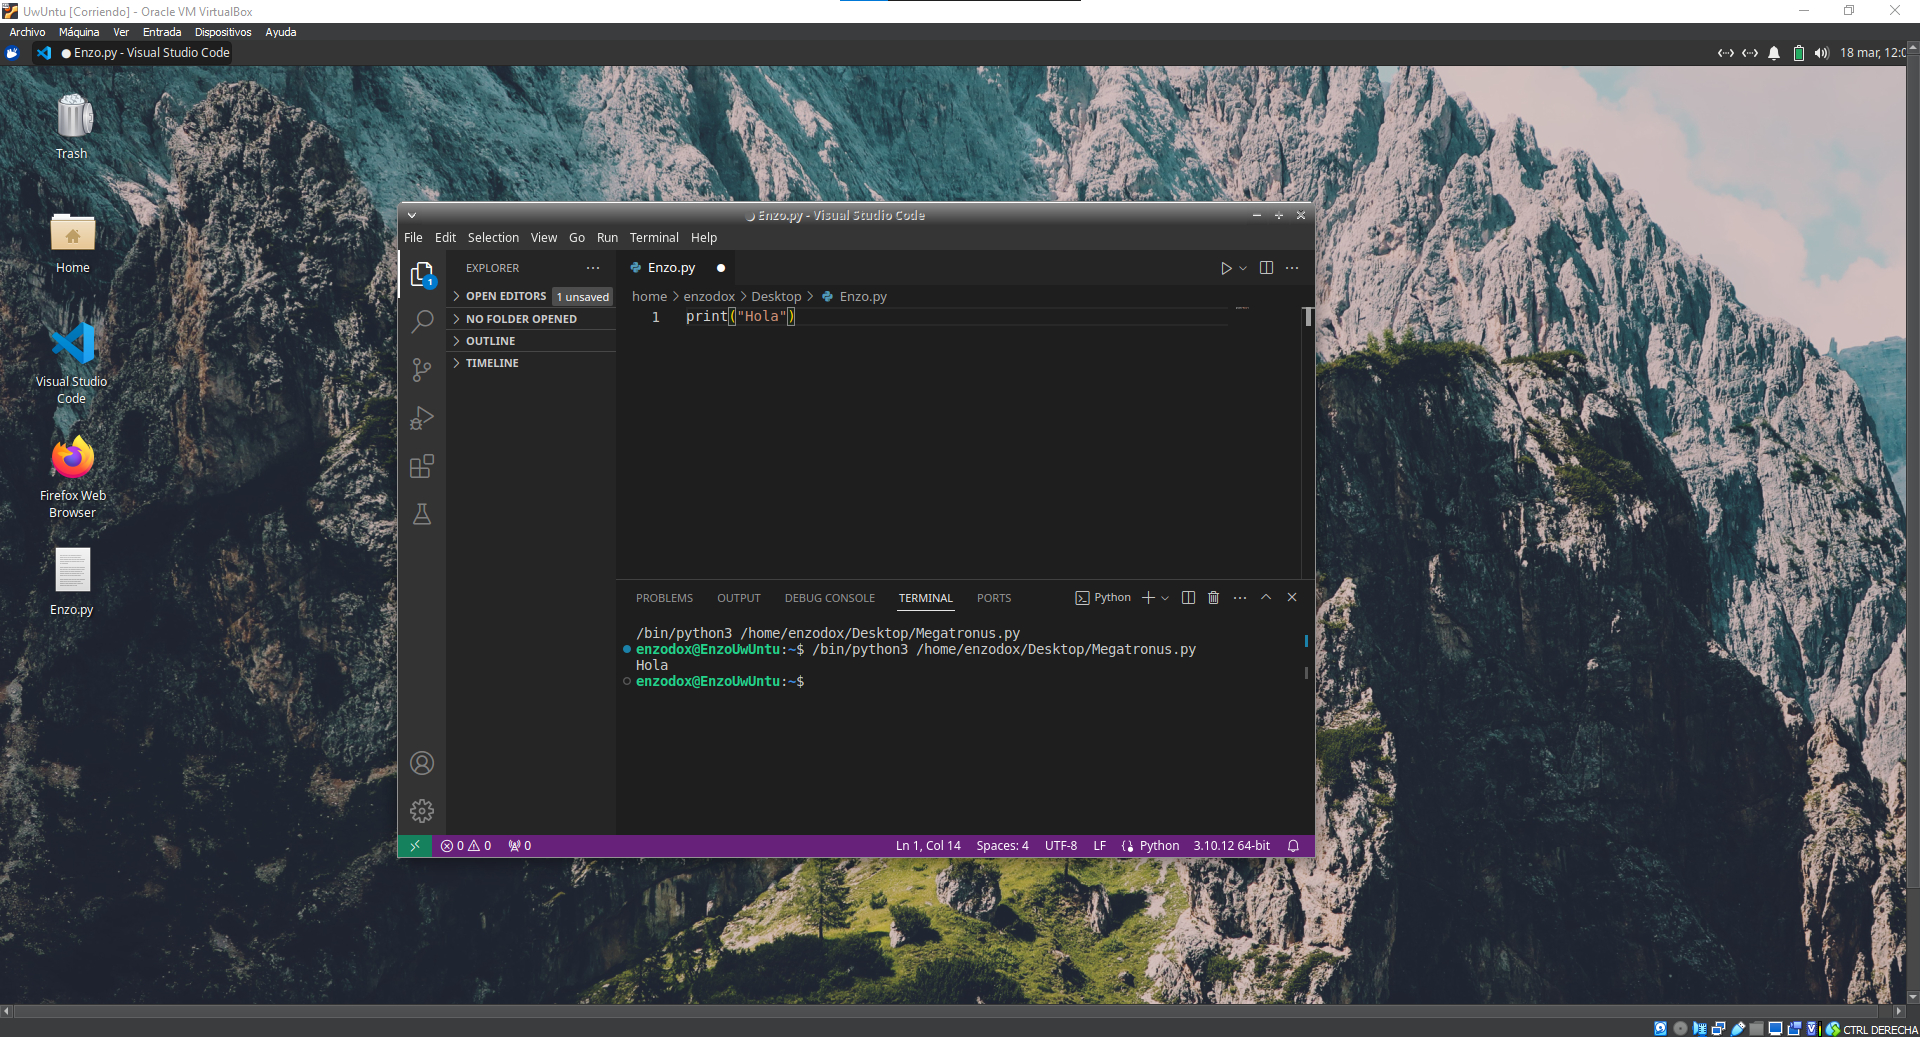 UwUntu [Corriendo] - Oracle VM VirtualBox
Archivo Máquina Ver Entrada Dispositivos Ayuda
Enzo.py - Visual Studio Code
18 mar, 12:0
Trash
Home
Visual Studio
Code
Firefox Web
Browser
Enzo.py
Enzo.py - Visual Studio Code
File Edit Selection View Go Run Terminal Help
EXPLORER
1
OPEN EDITORS 1 unsaved
NO FOLDER OPENED
OUTLINE
TIMELINE
Enzo.py
home > enzodox > Desktop > Enzo.py
1 print("Hola")
PROBLEMS OUTPUT DEBUG CONSOLE TERMINAL PORTS Python
/bin/python3 /home/enzodox/Desktop/Megatronus.py
enzodox@EnzoUwUntu:~$ /bin/python3 /home/enzodox/Desktop/Megatronus.py
Hola
enzodox@EnzoUwUntu:~$
0 0 0 Ln 1, Col 14 Spaces: 4 UTF-8 LF Python 3.10.12 64-bit
CTRL DERECHA